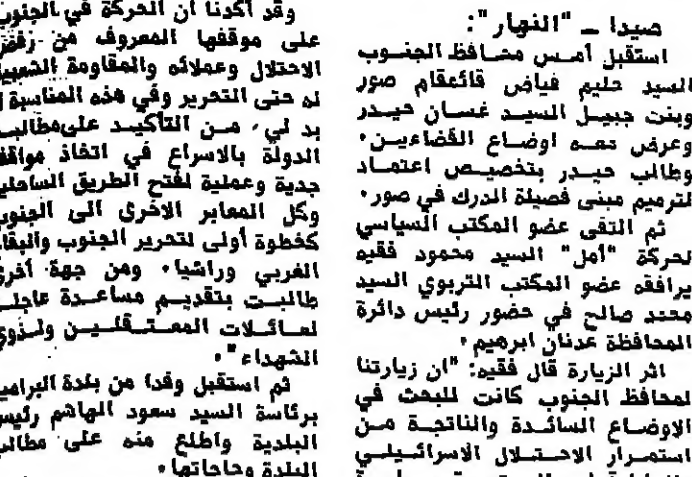 صيدا – "النهار":
استقبل أمس محافظ الجنوب
السيد حليم فياض قائمقام صور
وبنت جبيل السيد غسان حيدر
وعرض معه اوضاع القضاءين.
وطالب حيدر بتخصيص اعتماد
لترميم مبنى فصيلة الدرك في صور.
ثم التقى عضو المكتب السياسي
لحركة "أمل" السيد محمود فقيه
يرافقه عضو المكتب التربوي السيد
محمد صالح في حضور رئيس دائرة
المحافظة عدنان ابرهيم.
اثر الزيارة قال فقيه: "ان زيارتنا
لمحافظ الجنوب كانت للبحث في
الاوضاع السائدة والناتجة من
استمرار الاحتلال الاسرائيلي
وقد أكدنا ان الحركة في الجنوب
على موقفها المعروف من رفض
الاحتلال وعملائه والمقاومة الشعبية
له حتى التحرير وفي هذه المناسبة لا
بد لي من التأكيد على مطالب
الدولة بالاسراع في اتخاذ مواقف
جدية وعملية لفتح الطريق الساحلي
وكل المعابر الاخرى الى الجنوب
كخطوة أولى لتحرير الجنوب والبقاع
الغربي وراشيا. ومن جهة أخرى
طالبت بتقديم مساعدة عاجلة
لعائلات المعتقلين ولذوي
الشهداء".
ثم استقبل وفدا من بلدة البرامية
برئاسة السيد سعود الهاشم رئيس
البلدية واطلع منه على مطالب
البلدة وحاجاتها.